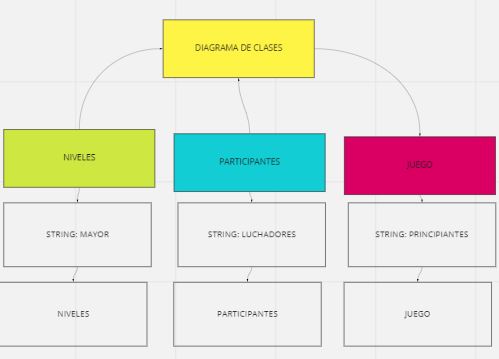 DIAGRAMA DE CLASES
NIVELES
PARTICIPANTES
JUEGO
STRING: MAYOR
STRING: LUCHADORES
STRING: PRINCIPIANTES
NIVELES
PARTICIPANTES
JUEGO